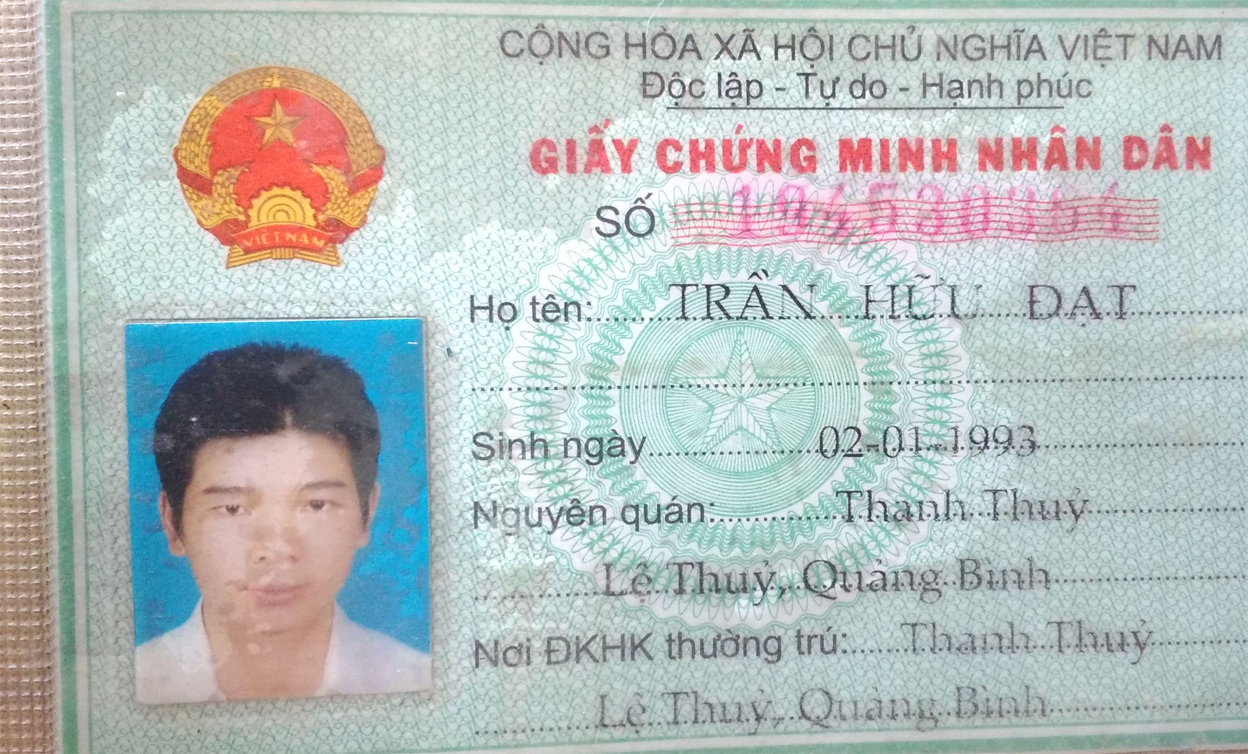 CỘNG HÒA XÃ HỘI CHỦ NGHĨA VIỆT NAM
Độc lập - Tự do - Hạnh phúc
GIẤY CHỨNG MINH NHÂN DÂN
SỐ
VIỆT NAM
Họ tên: TRẦN HỮU ĐẠT
Sinh ngày 02-01-1993
Nguyên quán: Thanh Thuỷ
Lệ Thuỷ, Quảng Bình
Nơi ĐKHK thường trú: Thanh Thuỷ
Lệ Thuỷ, Quảng Bình